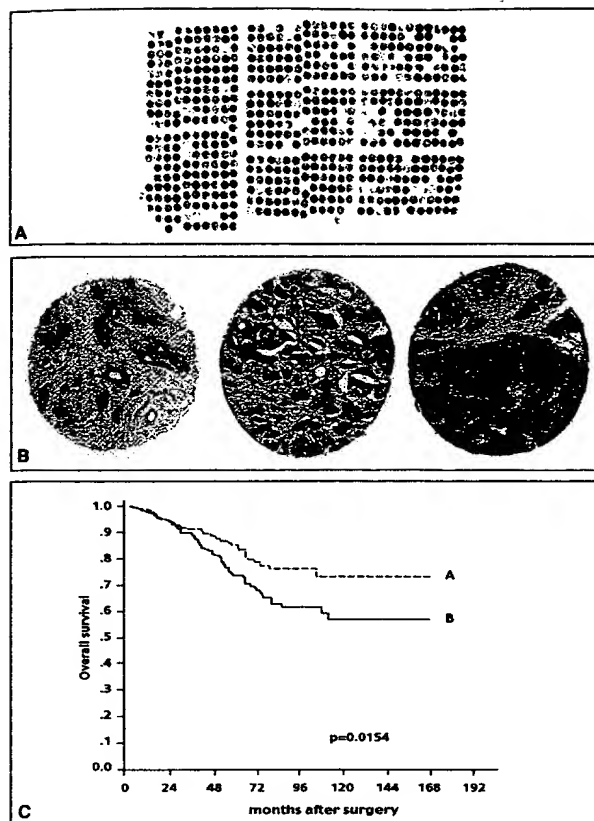 A
B
1.0
.9
.8
.7
.6
.5
.4
.3
.2
.1
0.0
Overall survival
A
B
p=0.0154
0 24 48 72 96 120 144 168 192
months after surgery
C